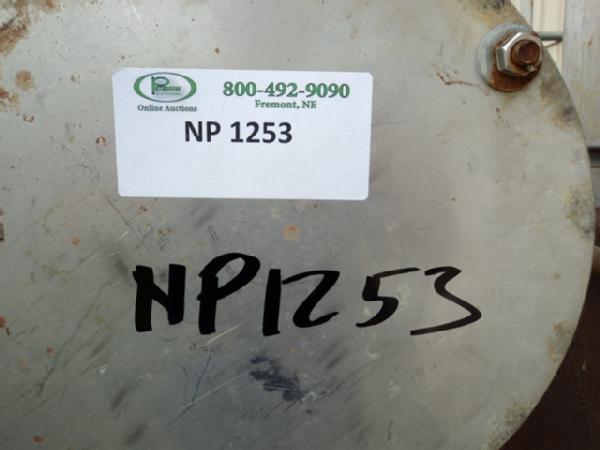 800-492-9090
Online Auctions
Fremont, NE
NP 1253
NP1253